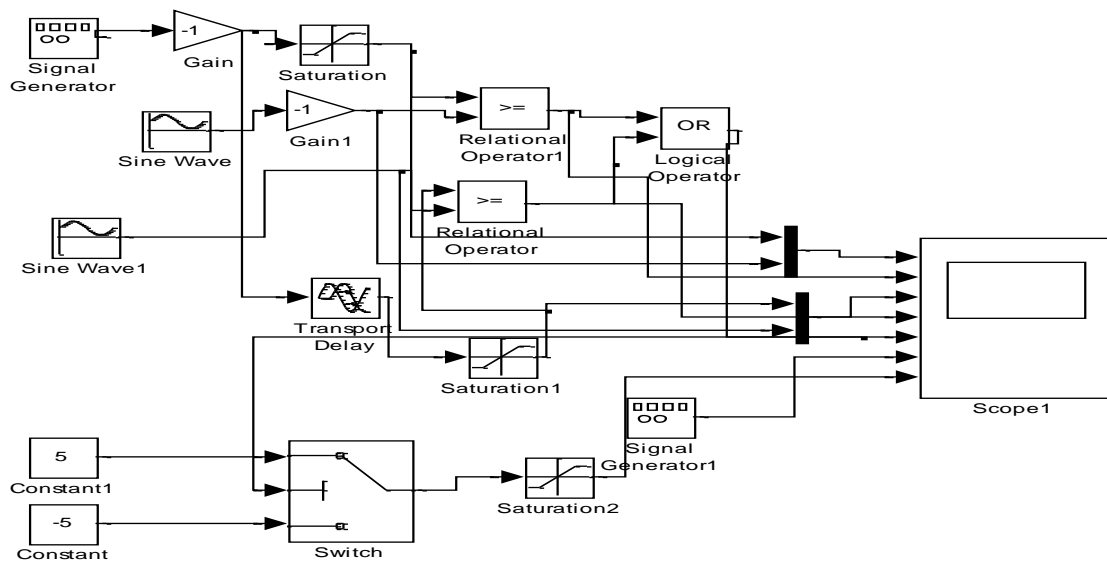 -1
Gain
Signal
Generator
Saturation
-1
Gain1
Sine Wave
>=
Relational
Operator1
OR
Logical
Operator
>=
Relational
Operator
Sine Wave1
Transport
Delay
Saturation1
Scope1
Signal
Generator1
5
Constant1
-5
Constant
Switch
Saturation2